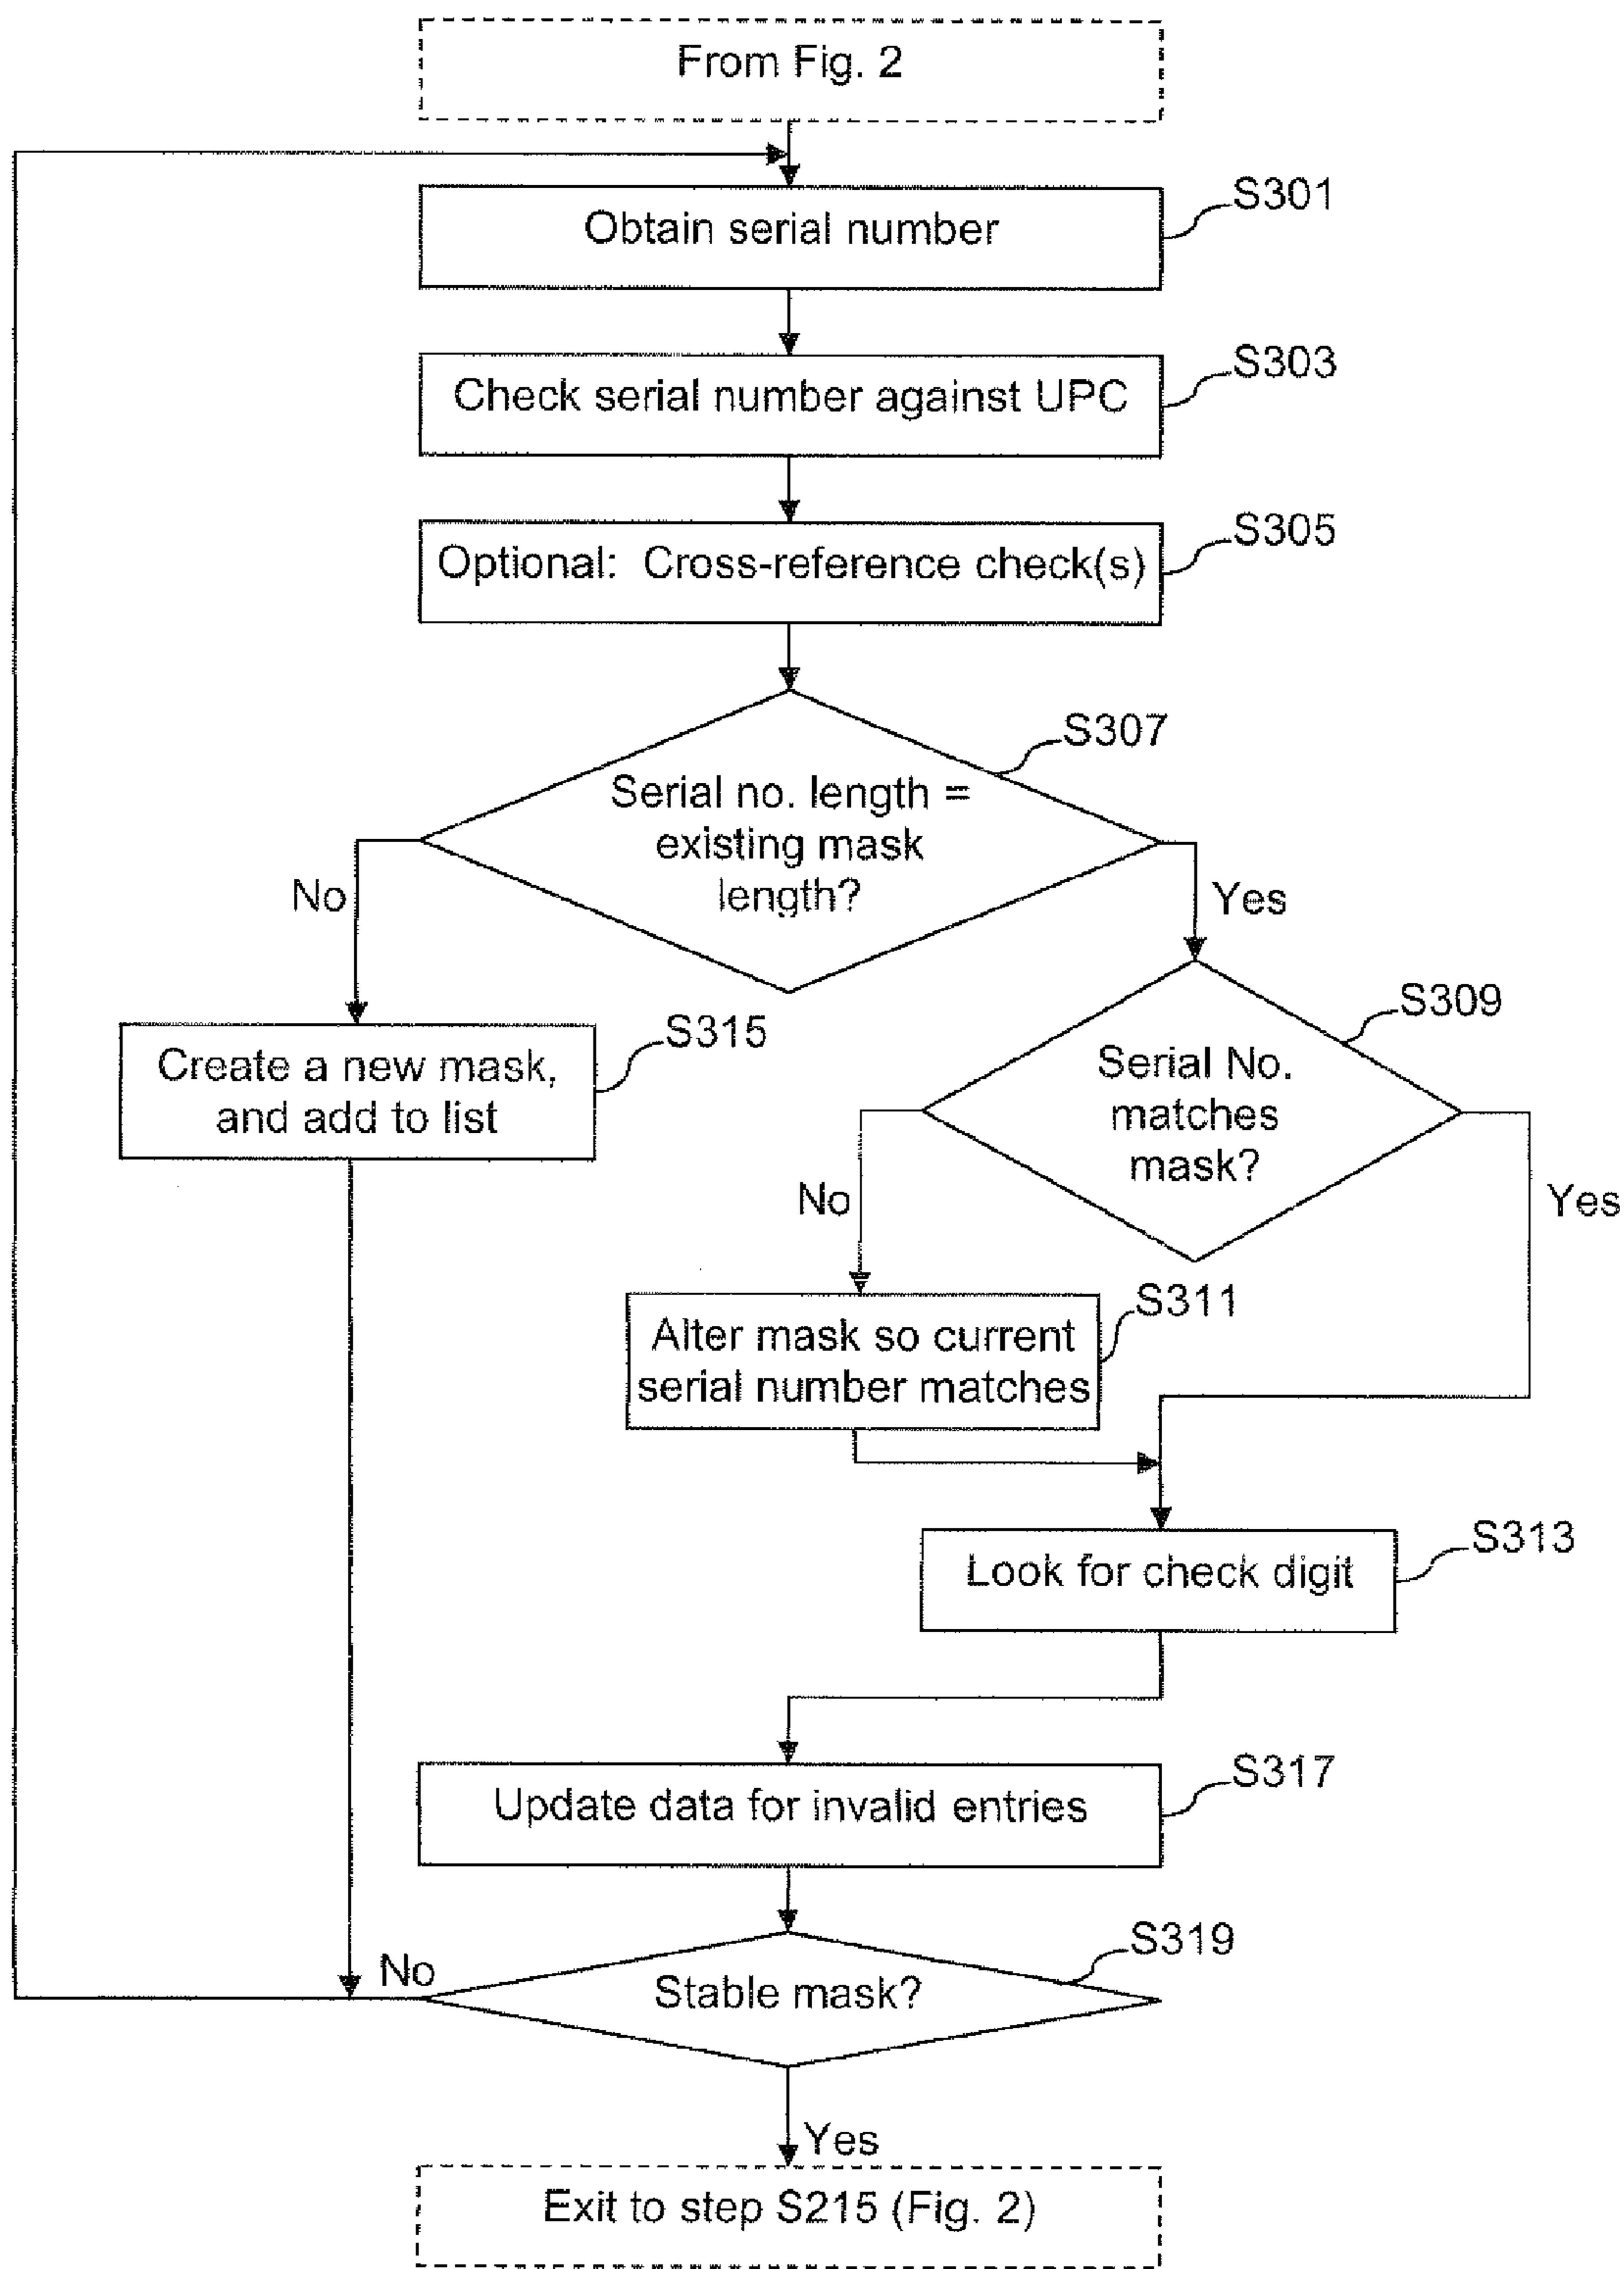 From Fig. 2
S301
Obtain serial number
S303
Check serial number against UPC
S305
Optional: Cross-reference check(s)
S307
Serial no. length =
existing mask
length?
No
Yes
S309
S315
Create a new mask,
and add to list
Serial No.
matches
mask?
No
Yes
S311
Alter mask so current
serial number matches
S313
Look for check digit
S317
Update data for invalid entries
S319
No
Stable mask?
Yes
Exit to step S215 (Fig. 2)